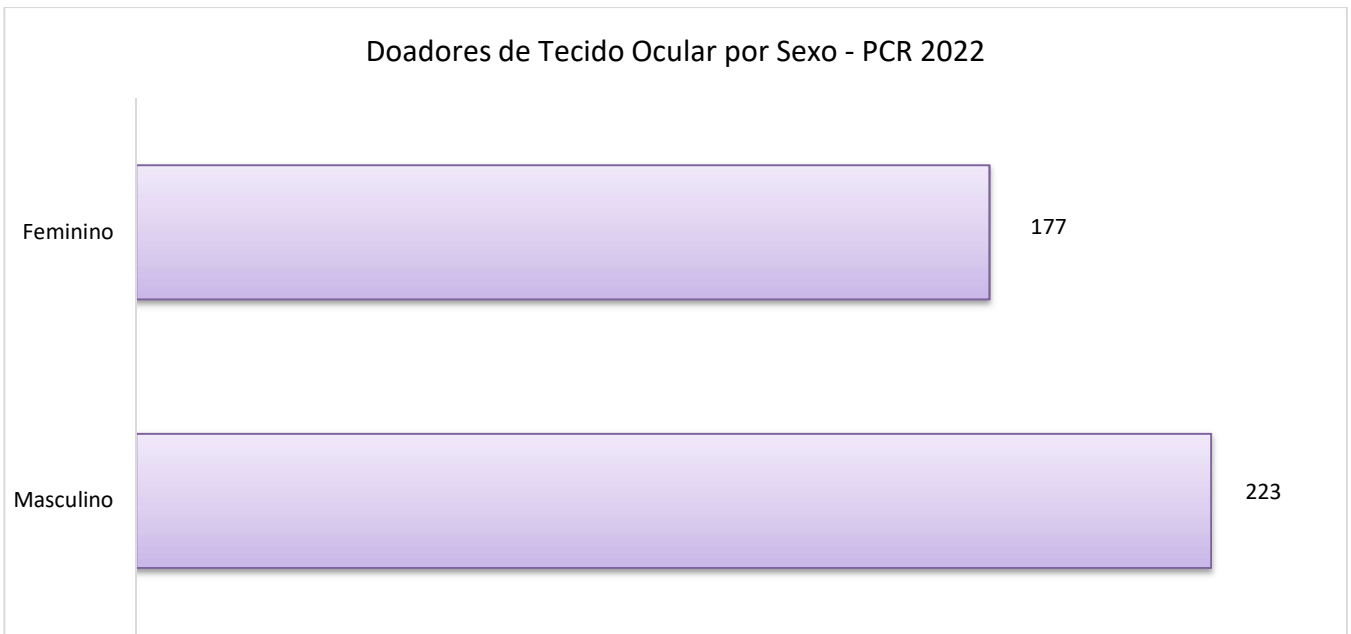 Doadores de Tecido Ocular por Sexo - PCR 2022
Feminino
177
Masculino
223